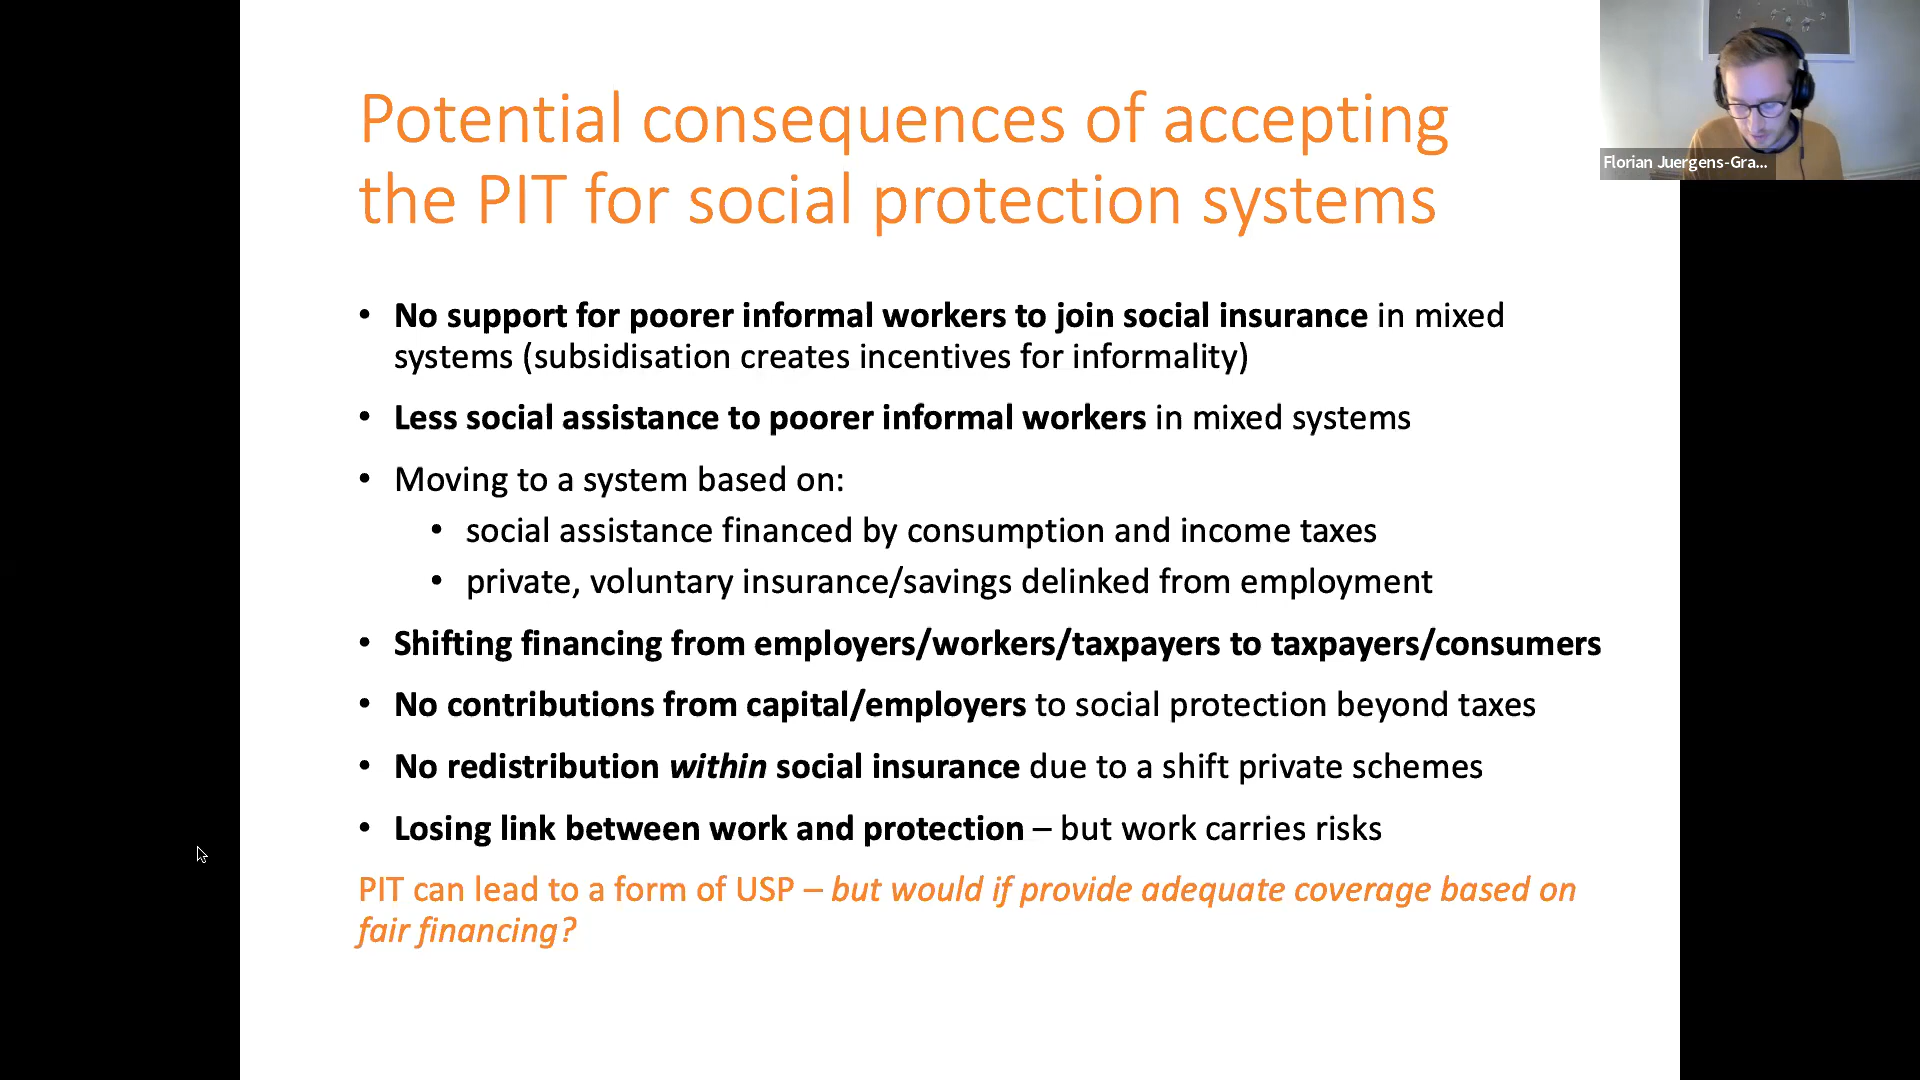 Potential consequences of accepting
the PIT for social protection systems
Florian Juergens-Gra...
• No support for poorer informal workers to join social insurance in mixed
systems (subsidisation creates incentives for informality)
• Less social assistance to poorer informal workers in mixed systems
• Moving to a system based on:
• social assistance financed by consumption and income taxes
• private, voluntary insurance/savings delinked from employment
• Shifting financing from employers/workers/taxpayers to taxpayers/consumers
• No contributions from capital/employers to social protection beyond taxes
• No redistribution within social insurance due to a shift private schemes
• Losing link between work and protection – but work carries risks
PIT can lead to a form of USP – but would if provide adequate coverage based on
fair financing?